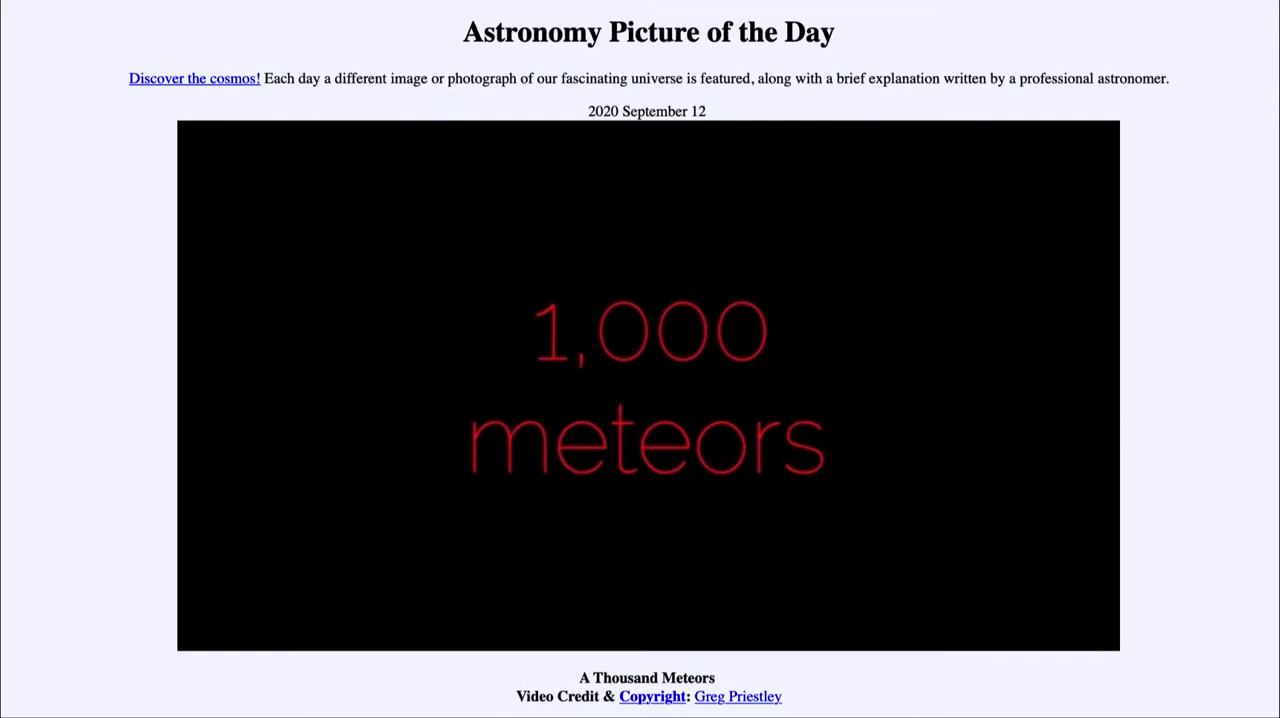 Astronomy Picture of the Day
Discover the cosmos! Each day a different image or photograph of our fascinating universe is featured, along with a brief explanation written by a professional astronomer.
2020 September 12
1,000
meteors
A Thousand Meteors
Video Credit & Copyright: Greg Priestley